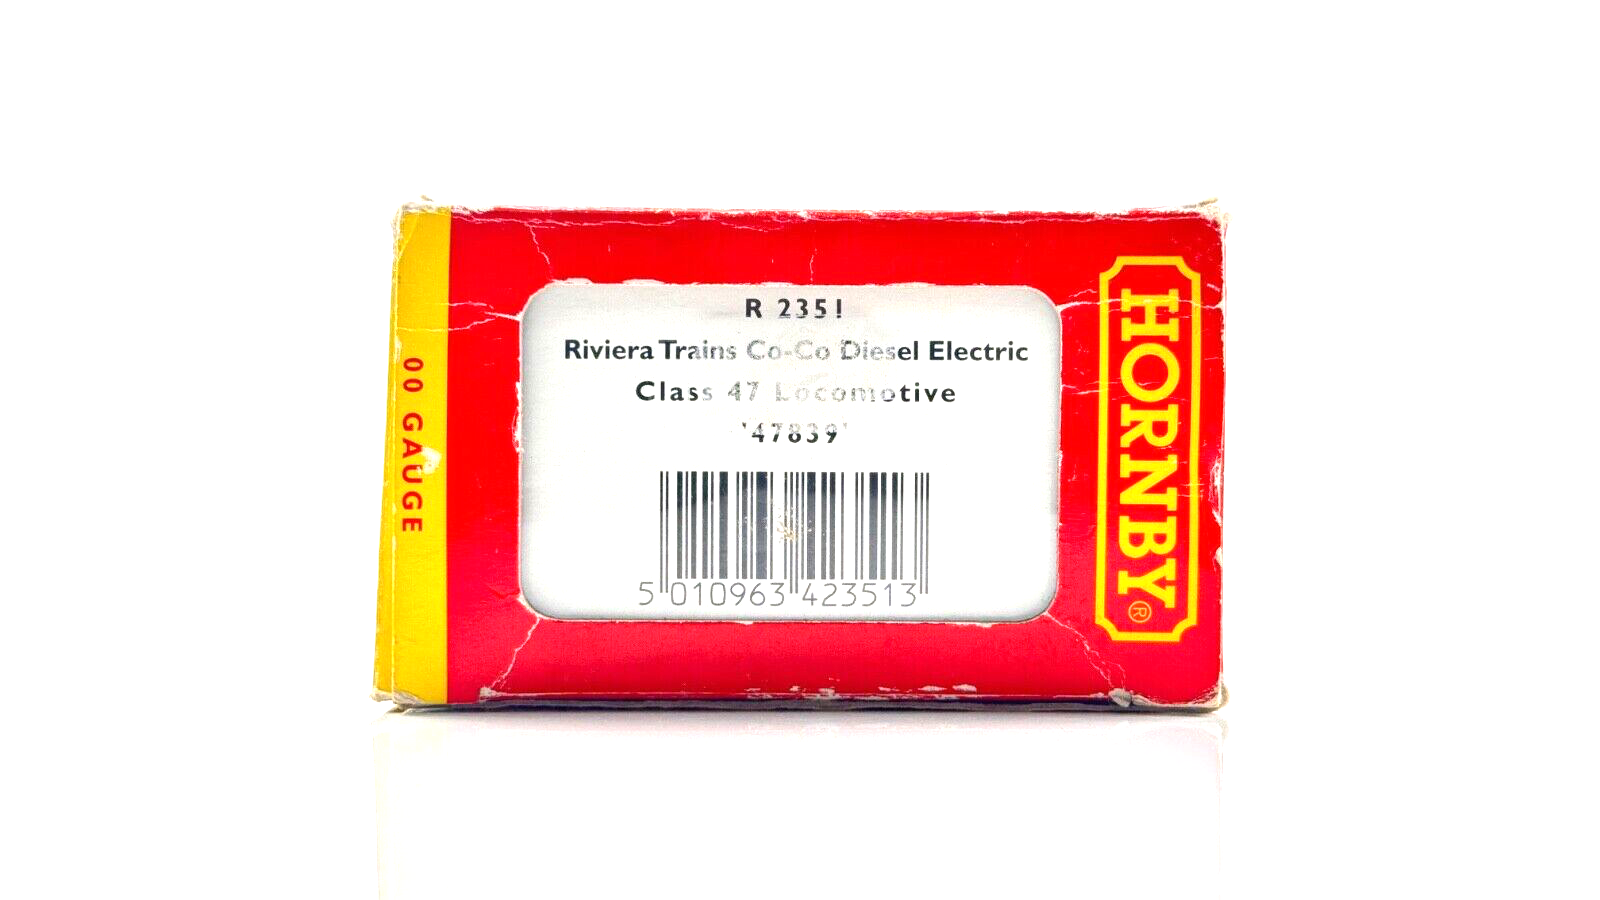 00 GAUGE
R 2351
Riviera Trains Co-Co Diesel Electric
Class 47 Locomotive
'47839'
5 010963 423513
HORNBY®